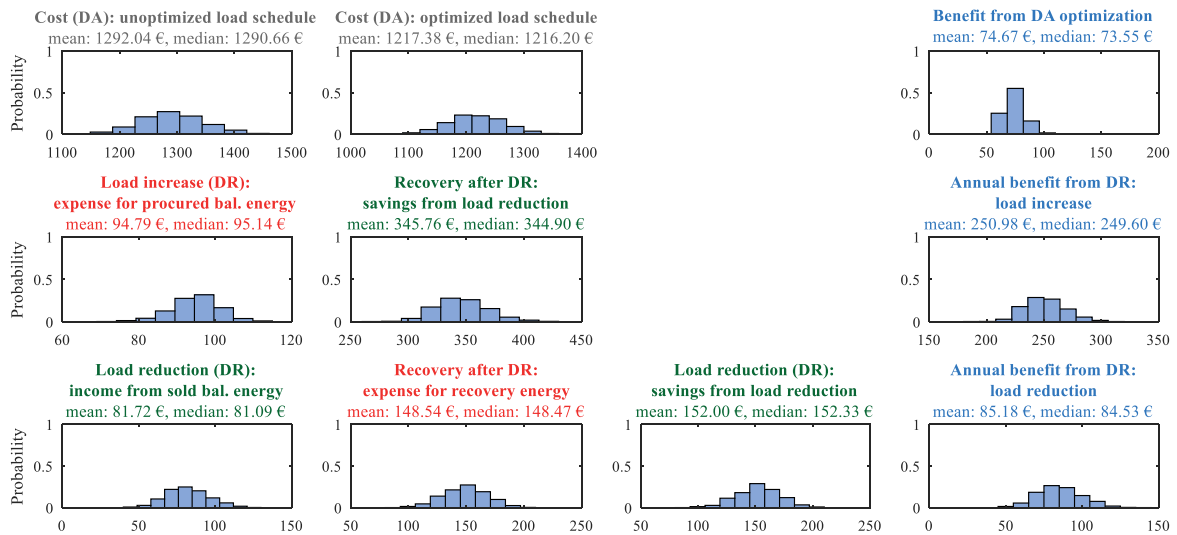 Cost (DA): unoptimized load schedule
mean: 1292.04 €, median: 1290.66 €
Probability
1
0.5
0
1100 1200 1300 1400 1500
Cost (DA): optimized load schedule
mean: 1217.38 €, median: 1216.20 €
1
0.5
0
1000 1100 1200 1300 1400
Benefit from DA optimization
mean: 74.67 €, median: 73.55 €
1
0.5
0
0 50 100 150 200
Load increase (DR):
expense for procured bal. energy
mean: 94.79 €, median: 95.14 €
Probability
1
0.5
0
60 80 100 120
Recovery after DR:
savings from load reduction
mean: 345.76 €, median: 344.90 €
1
0.5
0
250 300 350 400 450
Annual benefit from DR:
load increase
mean: 250.98 €, median: 249.60 €
1
0.5
0
150 200 250 300 350
Load reduction (DR):
income from sold bal. energy
mean: 81.72 €, median: 81.09 €
Probability
1
0.5
0
0 50 100 150
Recovery after DR:
expense for recovery energy
mean: 148.54 €, median: 148.47 €
1
0.5
0
50 100 150 200 250
Load reduction (DR):
savings from load reduction
mean: 152.00 €, median: 152.33 €
1
0.5
0
50 100 150 200 250
Annual benefit from DR:
load reduction
mean: 85.18 €, median: 84.53 €
1
0.5
0
0 50 100 150